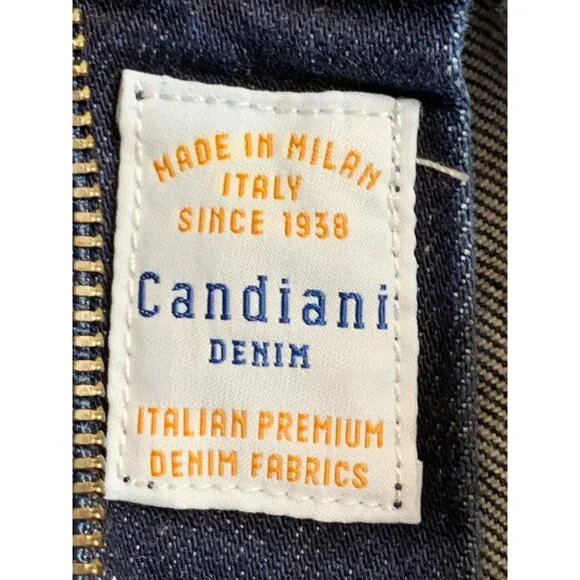 MADE IN MILAN
ITALY
SINCE 1938
Candiani
DENIM
ITALIAN PREMIUM
DENIM FABRICS